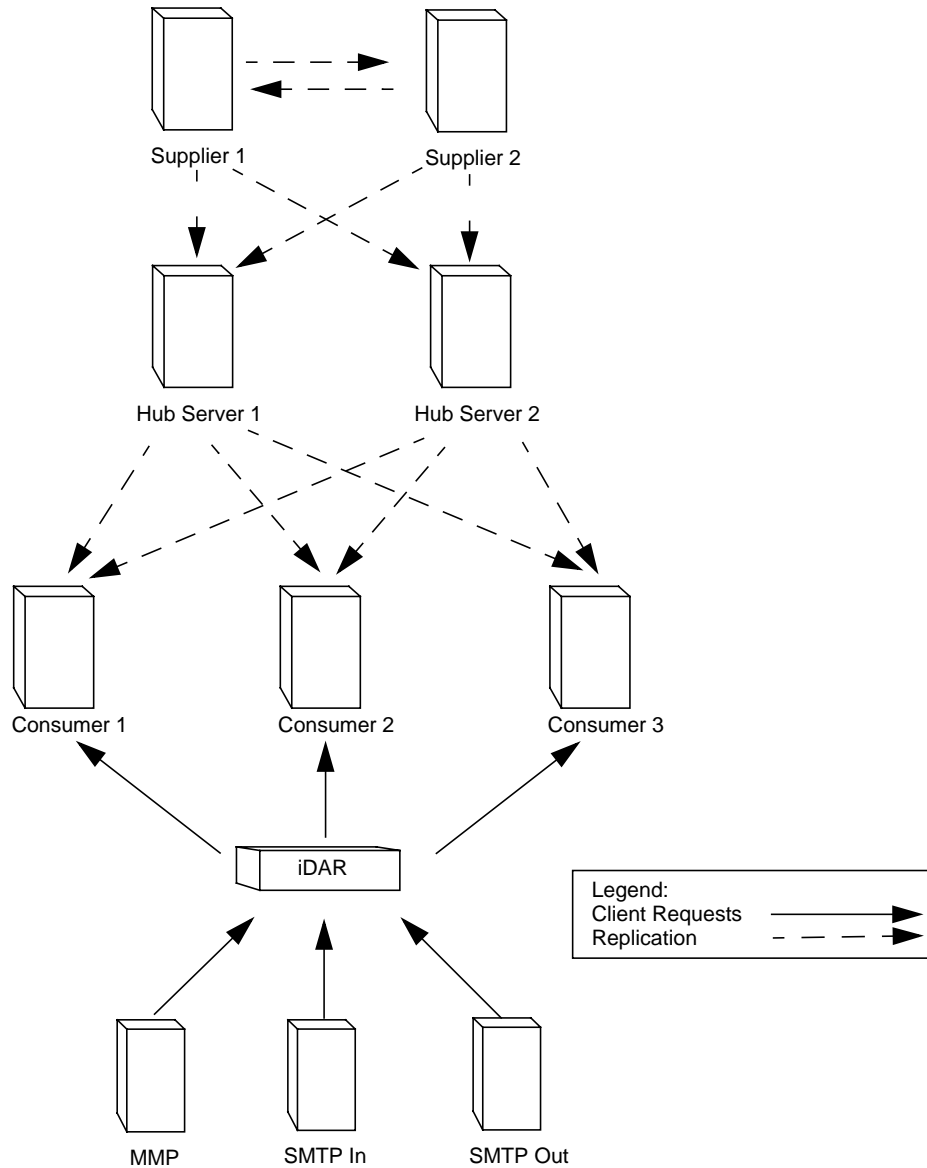 Supplier 1
Supplier 2
Hub Server 1
Hub Server 2
Consumer 1
Consumer 2
Consumer 3
iDAR
Legend:
Client Requests
Replication
MMP
SMTP In
SMTP Out